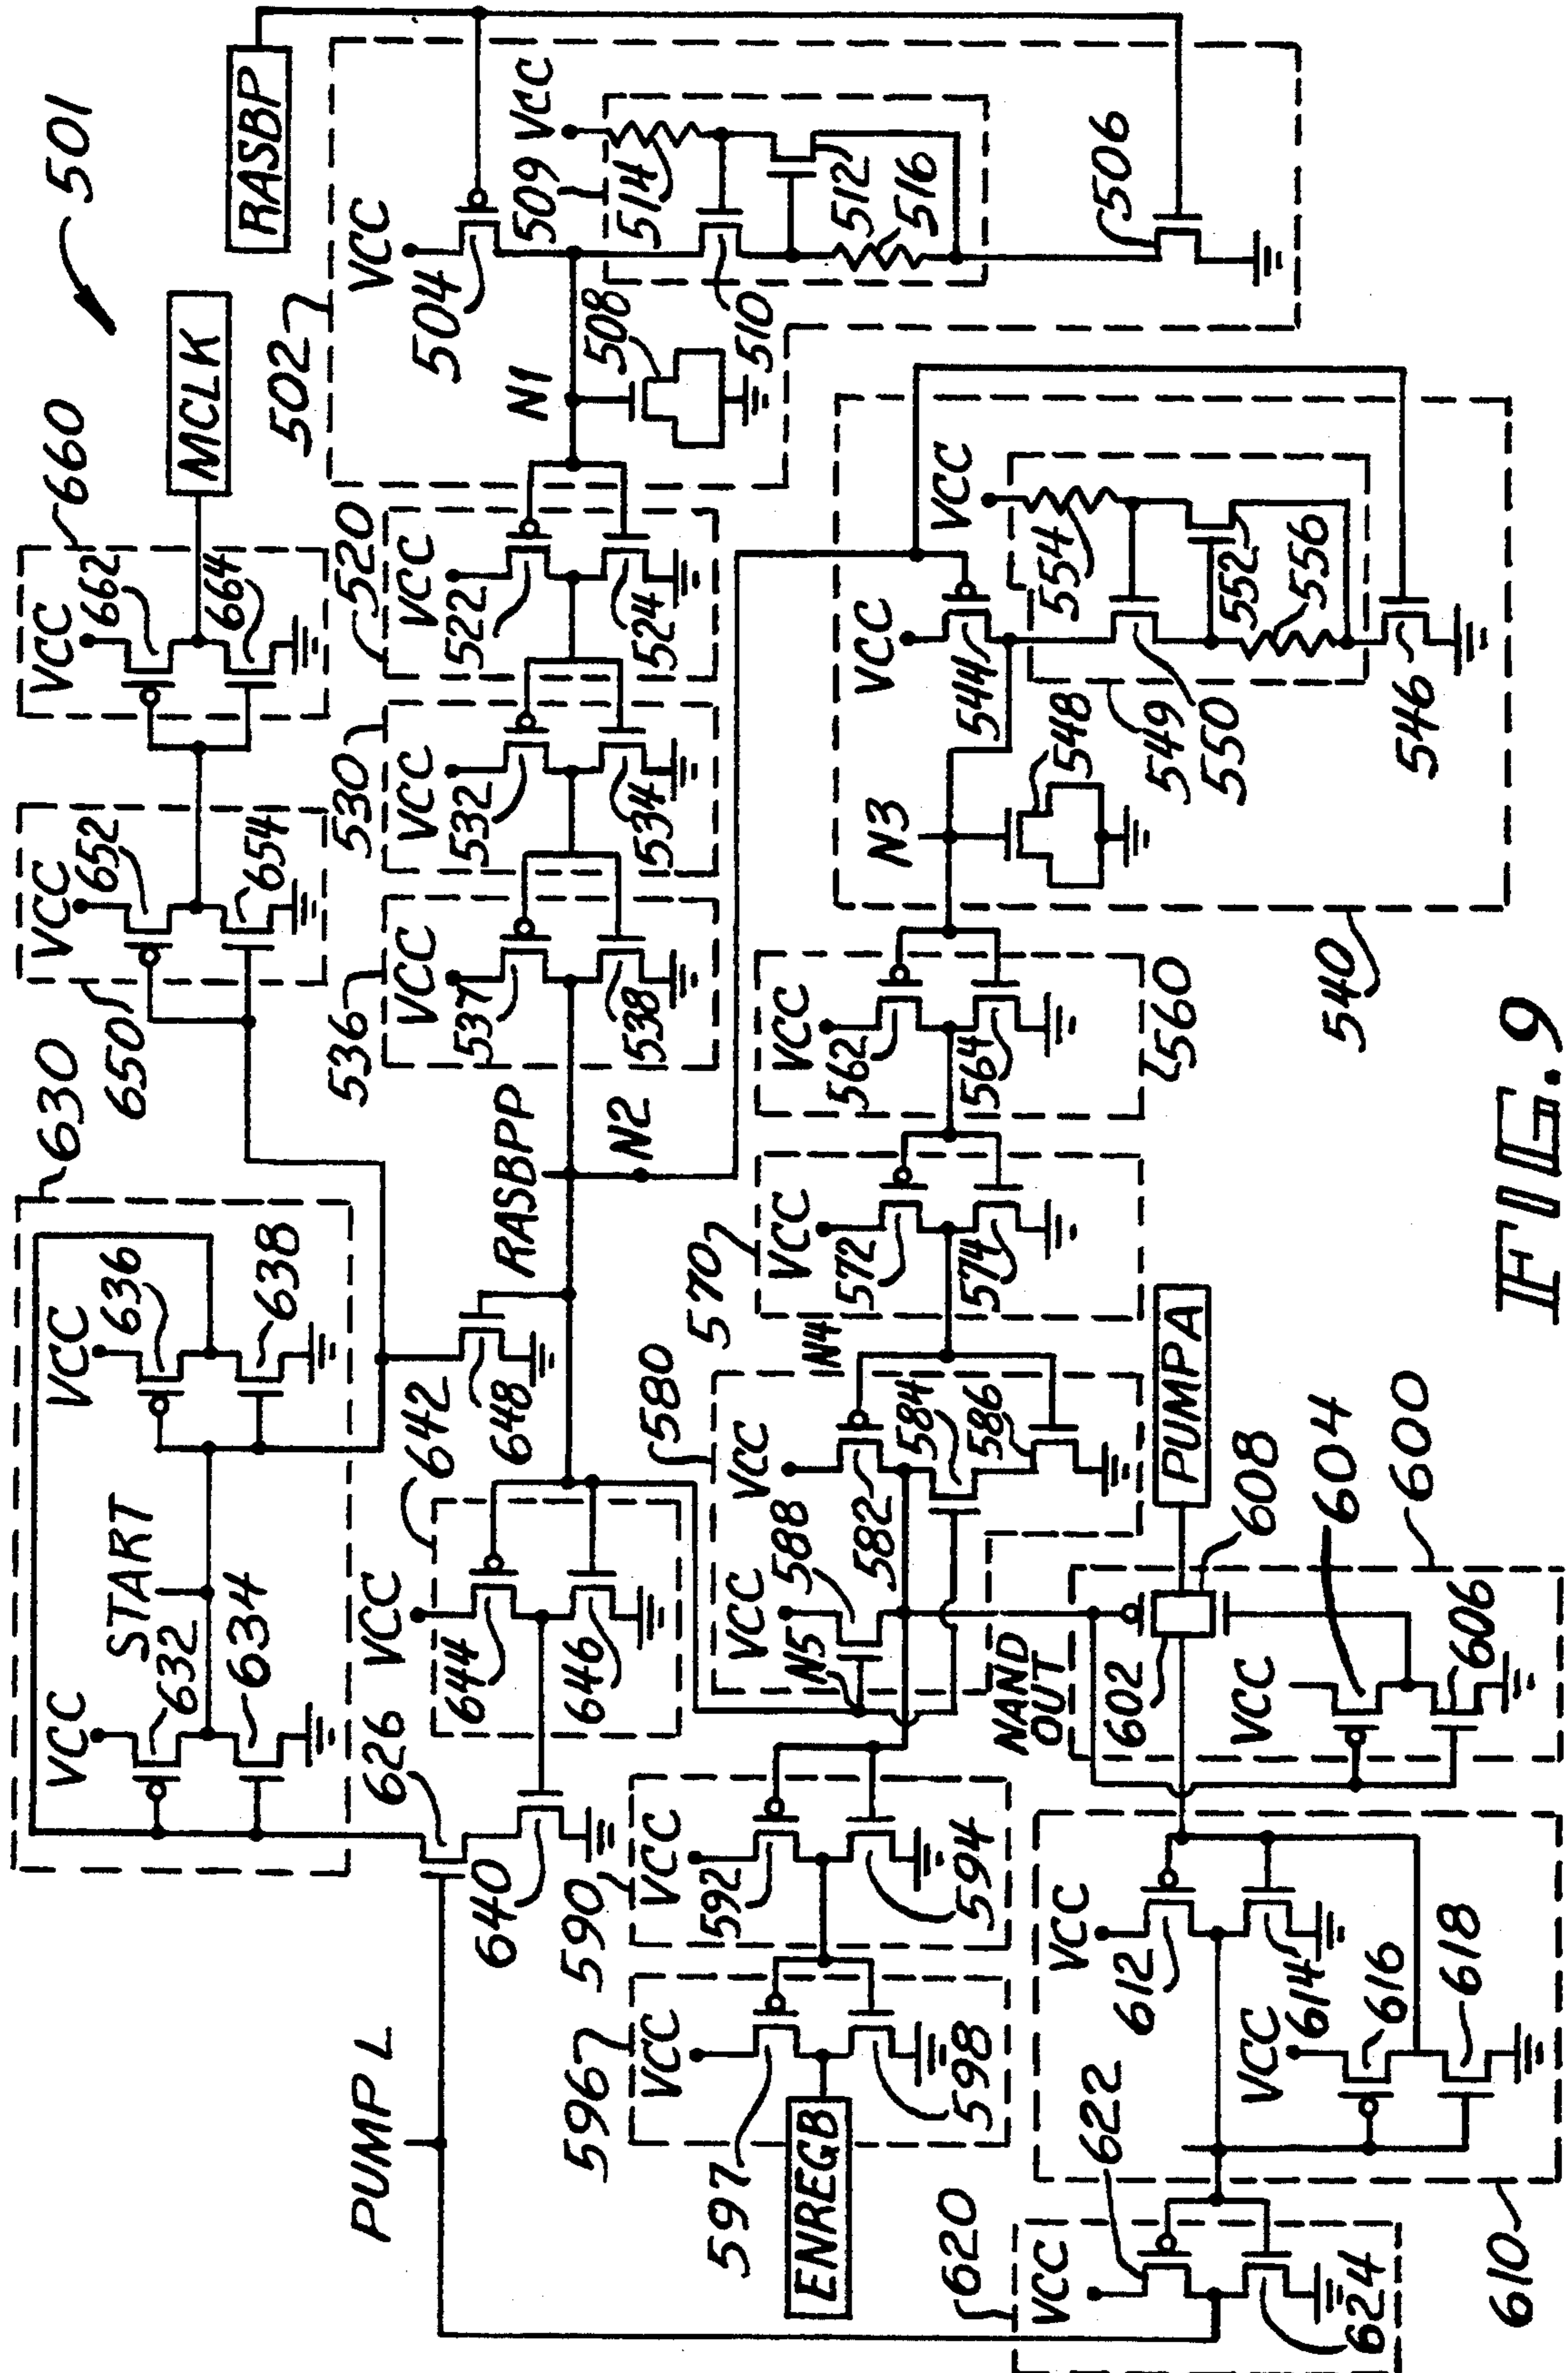 501
RASBP
660
MCLK
502
VCC
504
VCC
509
514
512
516
506
N1
508
510
VCC
662
664
630
650
VCC
652
654
520
VCC
522
524
530
VCC
532
534
536
VCC
537
538
RASBPP
N2
VCC
636
638
START
VCC
632
634
642
648
626
VCC
644
646
640
VCC
544
VCC
554
552
556
N3
548
549
550
546
540
560
VCC
562
564
570
VCC
572
574
N4
580
VCC
584
586
582
588
VCC
N5
NAND
OUT
PUMPA
608
600
602
VCC
604
606
590
VCC
592
594
596
VCC
597
598
ENREGB
PUMP L
VCC
612
614
VCC
616
618
610
620
622
VCC
624
FIG. 9